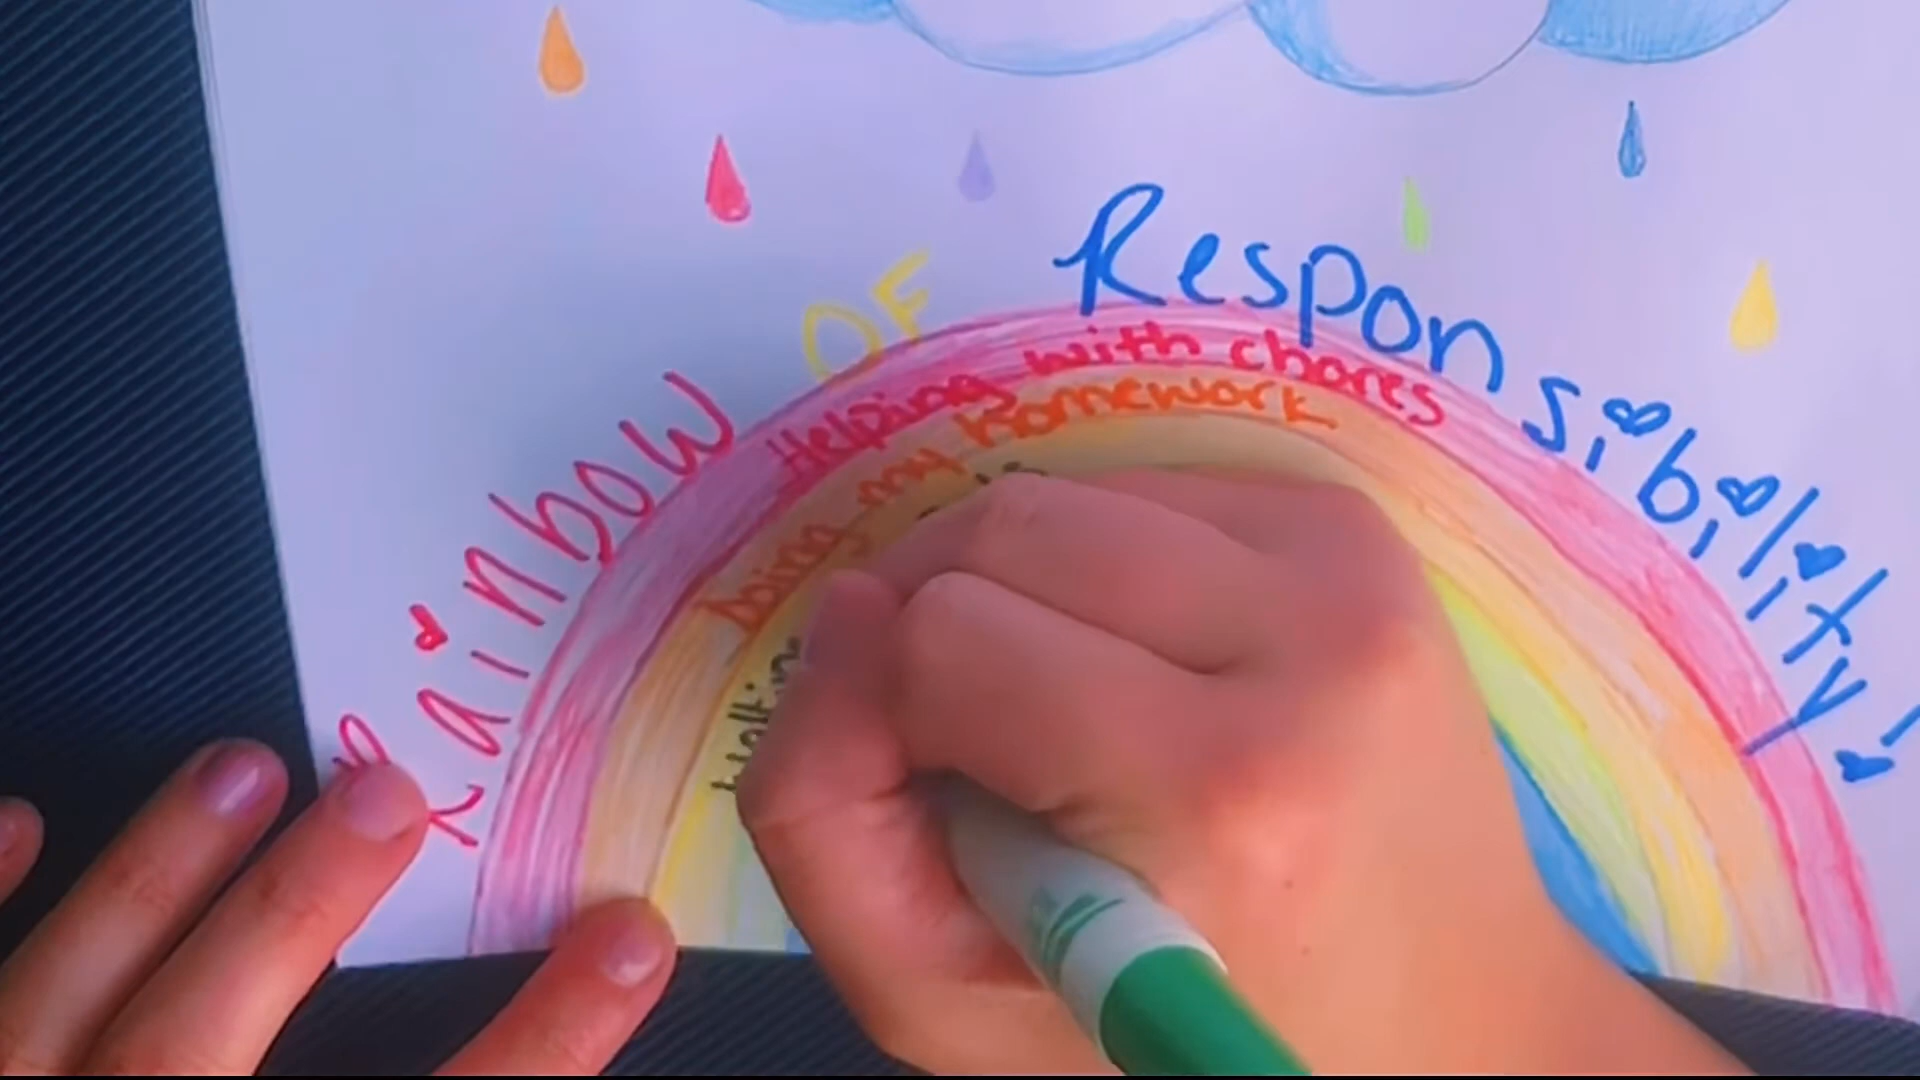 Rainbow OF Responsibility!
Helping with chores
Doing my Homework